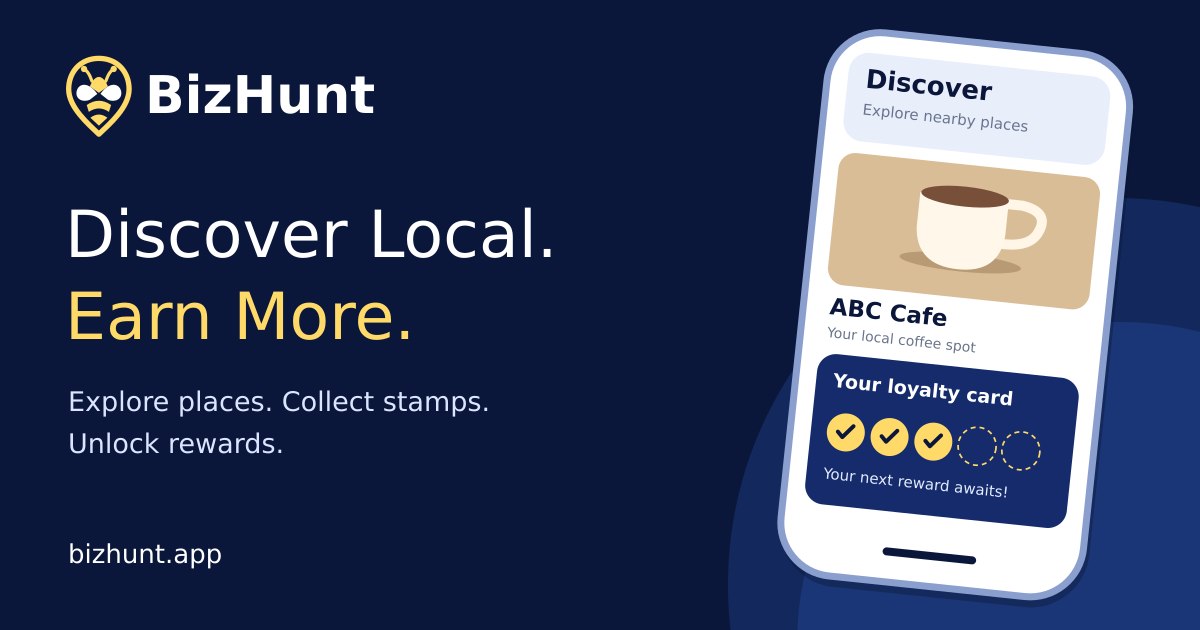 BizHunt
Discover Local.
Earn More.
Explore places. Collect stamps.
Unlock rewards.
bizhunt.app
Discover
Explore nearby places
ABC Cafe
Your local coffee spot
Your loyalty card
Your next reward awaits!